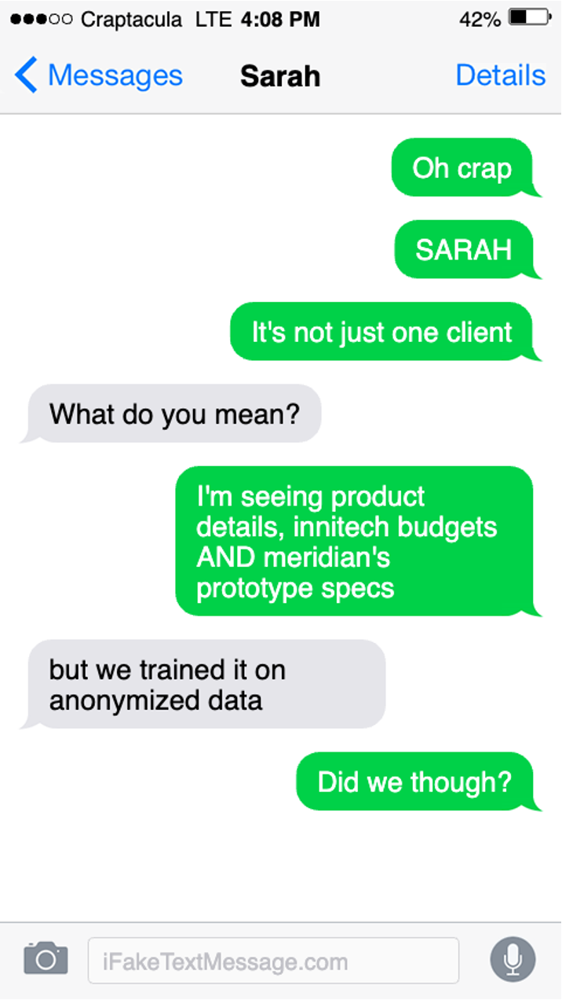 Craptacula LTE 4:08 PM 42%
Messages Sarah Details
Oh crap
SARAH
It's not just one client
What do you mean?
I'm seeing product
details, innitech budgets
AND meridian's
prototype specs
but we trained it on
anonymized data
Did we though?
iFakeTextMessage.com